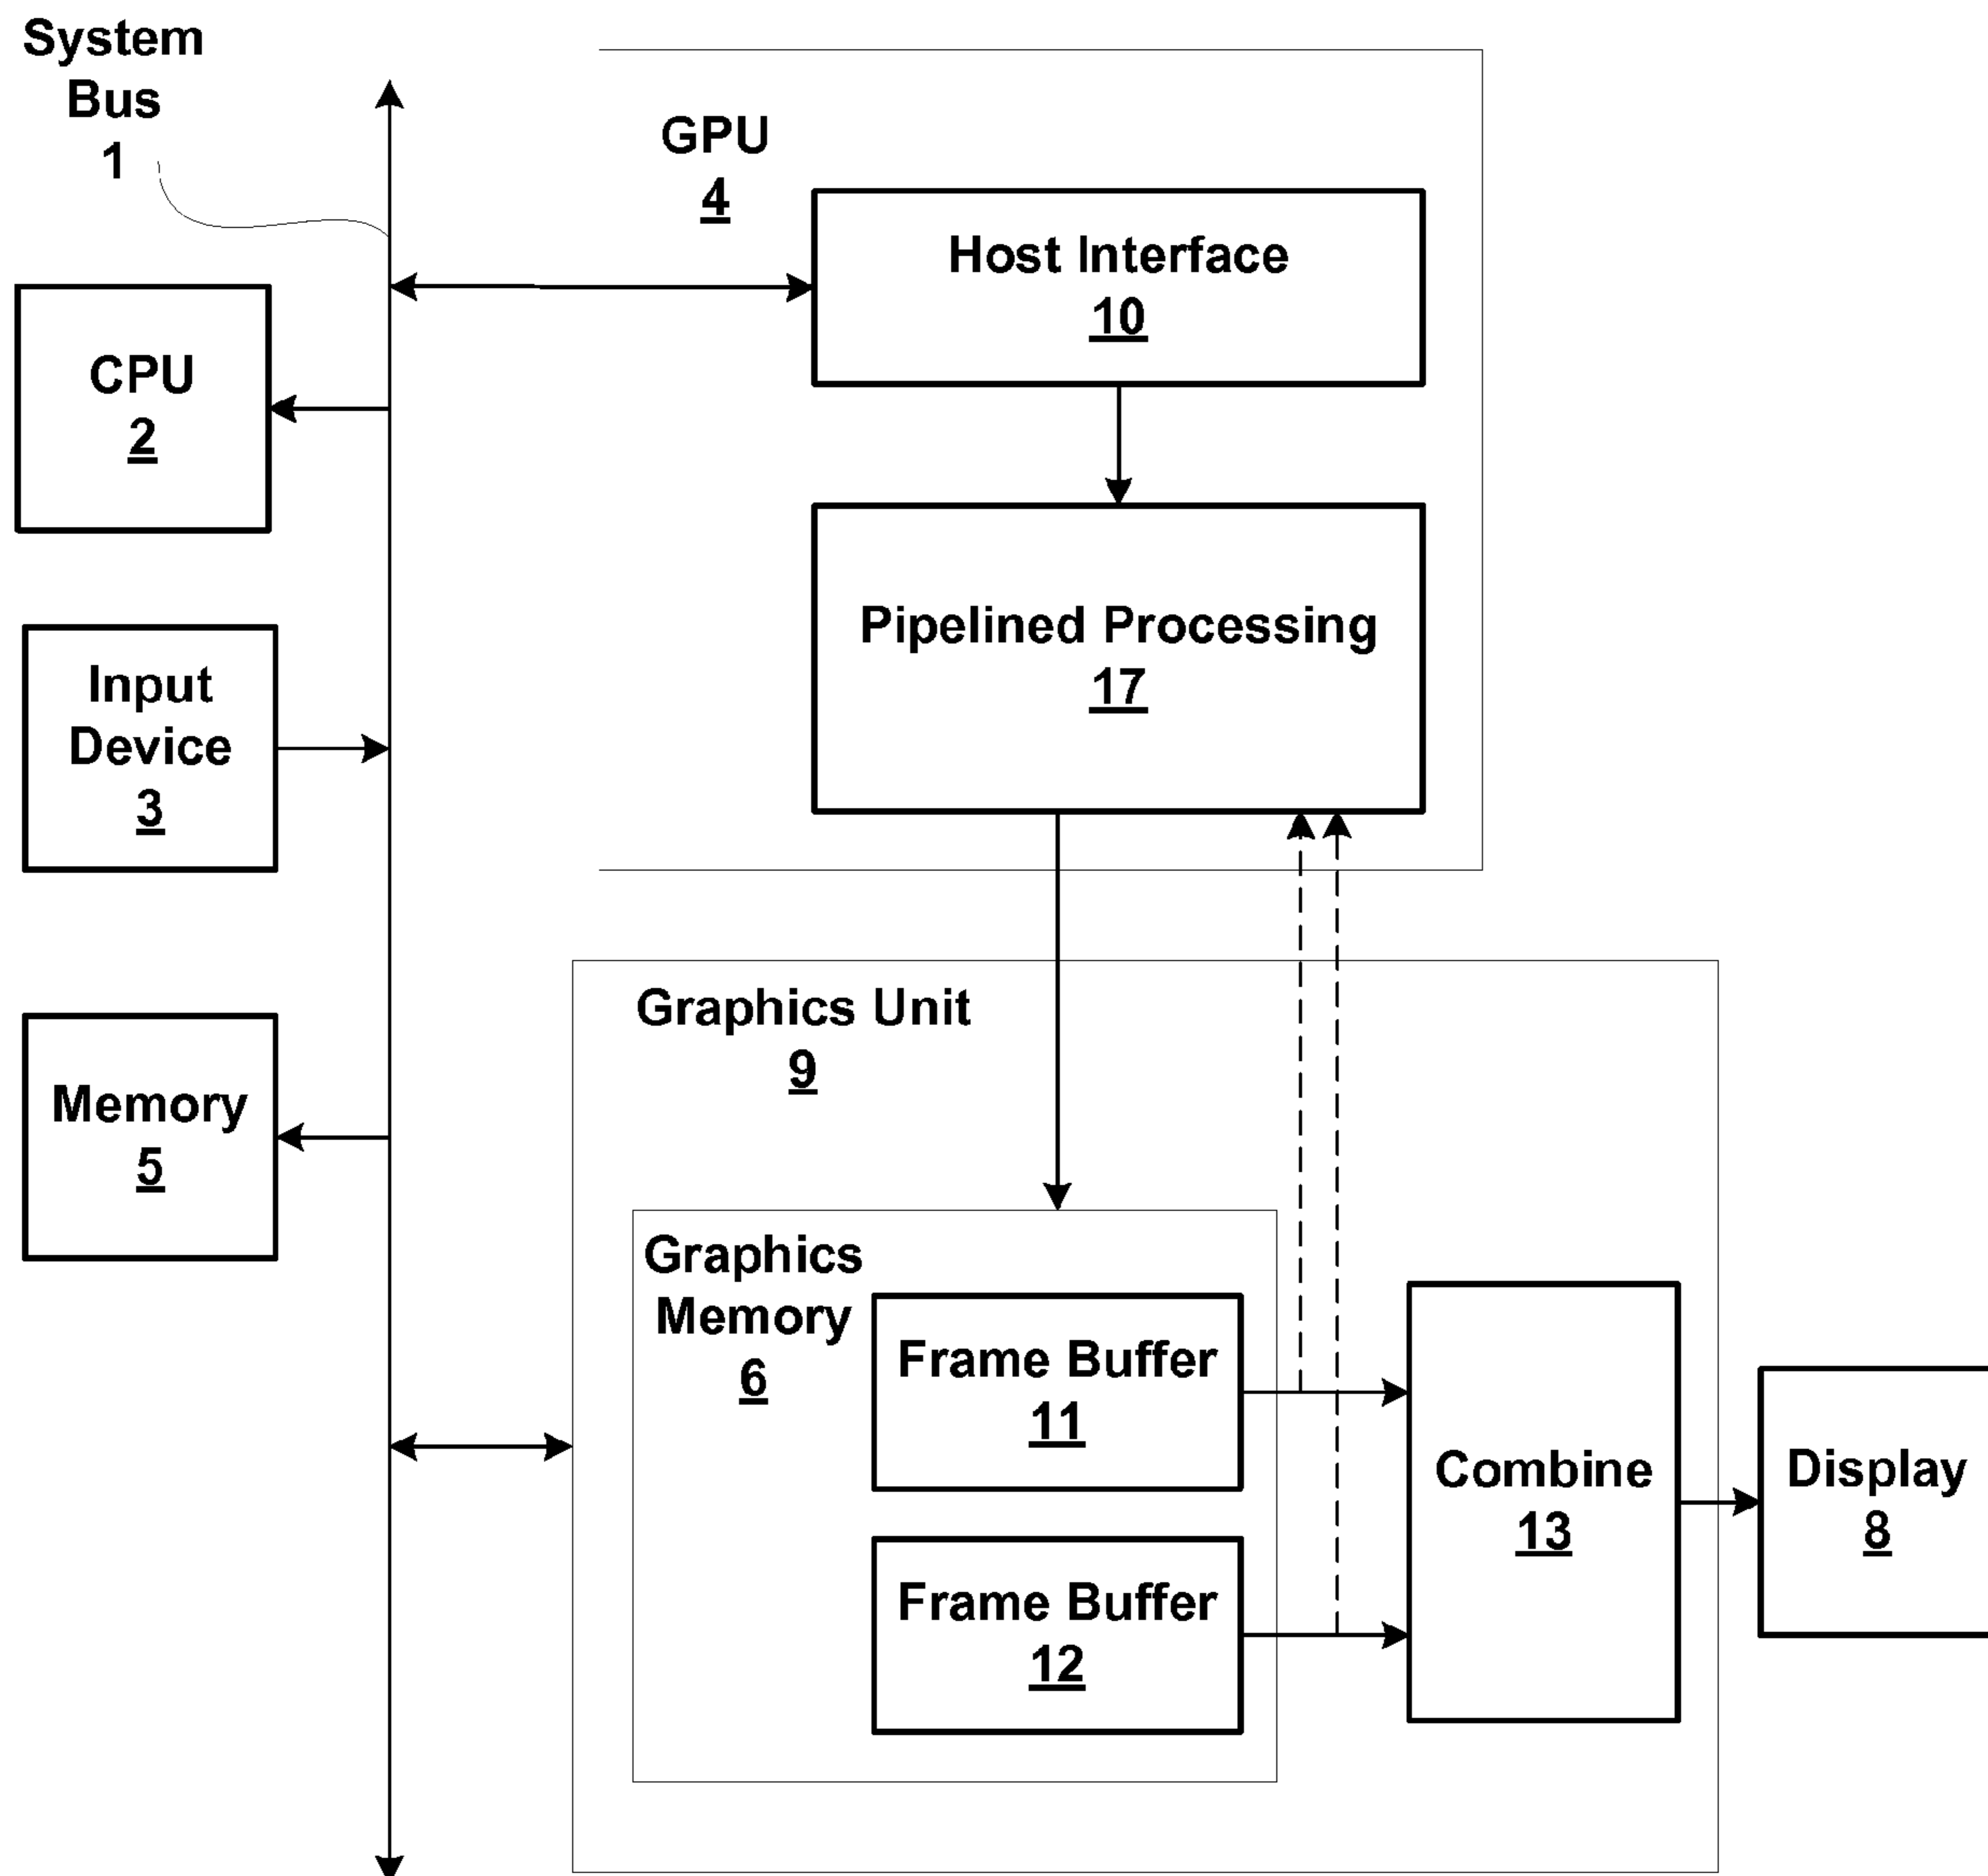 System
Bus
1
GPU
4
Host Interface
10
CPU
2
Pipelined Processing
17
Input
Device
3
Graphics Unit
9
Memory
5
Graphics
Memory
6
Frame Buffer
11
Frame Buffer
12
Combine
13
Display
8